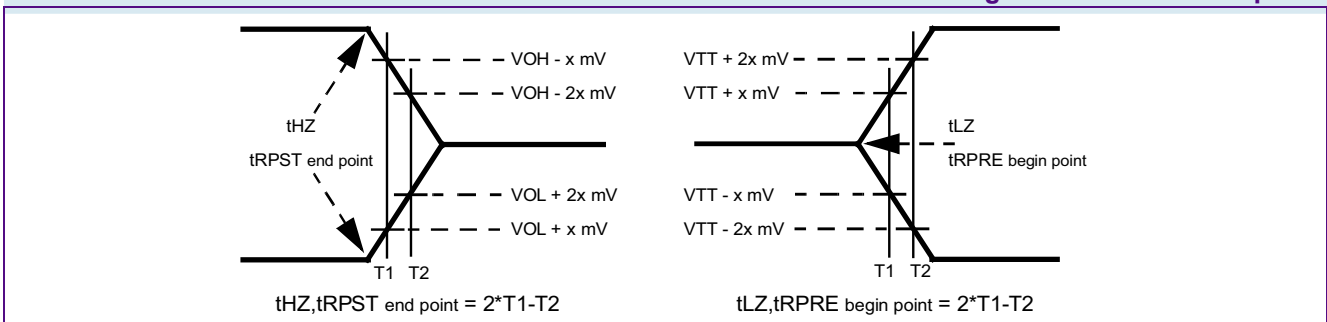 VOH - x mV
VOH - 2x mV
tHZ
tRPST end point
VOL + 2x mV
VOL + x mV
T1 T2
tHZ,tRPST end point = 2*T1-T2
VTT + 2x mV
VTT + x mV
tLZ
tRPRE begin point
VTT - x mV
VTT - 2x mV
T1 T2
tLZ,tRPRE begin point = 2*T1-T2